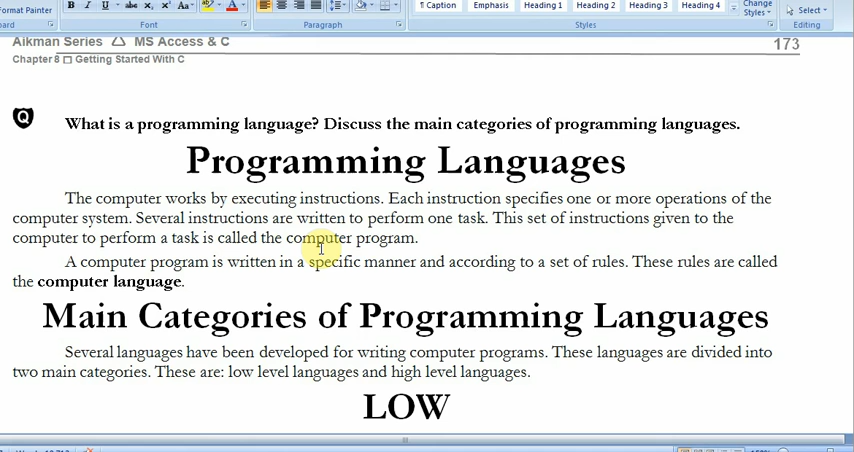 Format Painter
B I U abc X₂ X² Aa A
¶ Caption Emphasis Heading 1 Heading 2 Heading 3 Heading 4 Change
Styles Select
Font Paragraph Styles Editing
Aikman Series MS Access & C 173
Chapter 8 Getting Started With C
Q What is a programming language? Discuss the main categories of programming languages.
Programming Languages
The computer works by executing instructions. Each instruction specifies one or more operations of the
computer system. Several instructions are written to perform one task. This set of instructions given to the
computer to perform a task is called the computer program.
A computer program is written in a specific manner and according to a set of rules. These rules are called
the computer language.
Main Categories of Programming Languages
Several languages have been developed for writing computer programs. These languages are divided into
two main categories. These are: low level languages and high level languages.
LOW